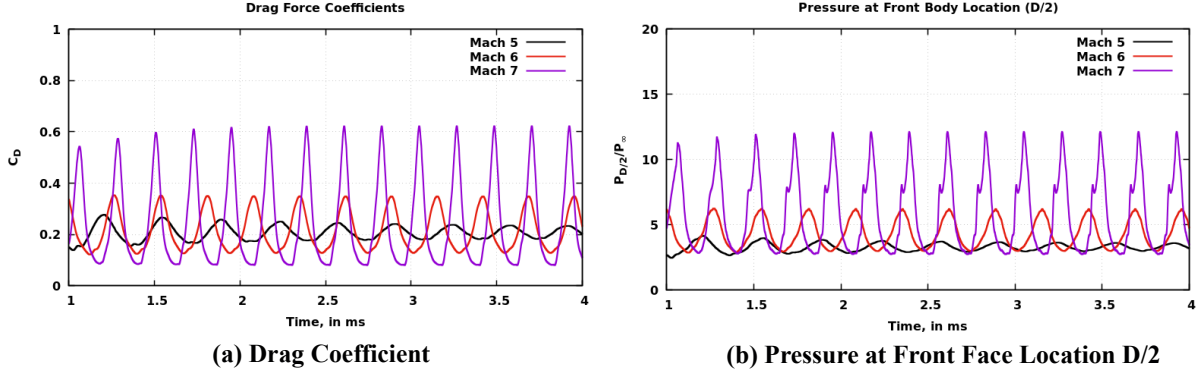 Drag Force Coefficients
1
0.8
0.6
0.4
0.2
0
C_D
Mach 5
Mach 6
Mach 7
1 1.5 2 2.5 3 3.5 4
Time, in ms
(a) Drag Coefficient
Pressure at Front Body Location (D/2)
20
15
10
5
0
P_D/2/P_∞
Mach 5
Mach 6
Mach 7
1 1.5 2 2.5 3 3.5 4
Time, in ms
(b) Pressure at Front Face Location D/2